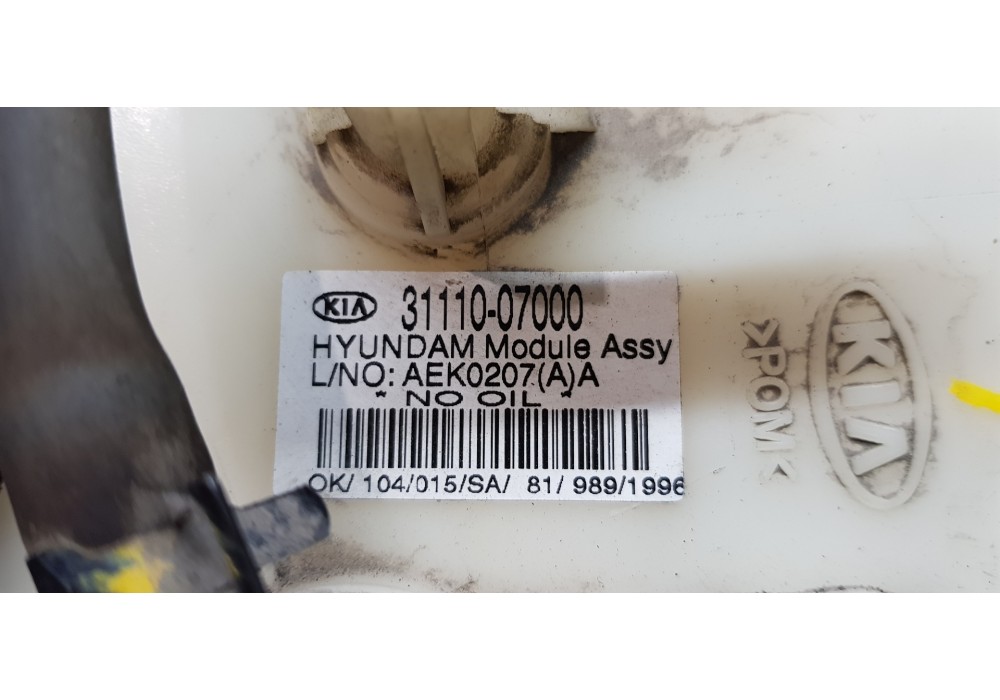 KIA 31110-07000
HYUNDAM Module Assy
L/NO: AEK0207(A)A
* NO OIL *
OK/ 104/015/SA/ 81/ 989/1996
>POM<
KIA